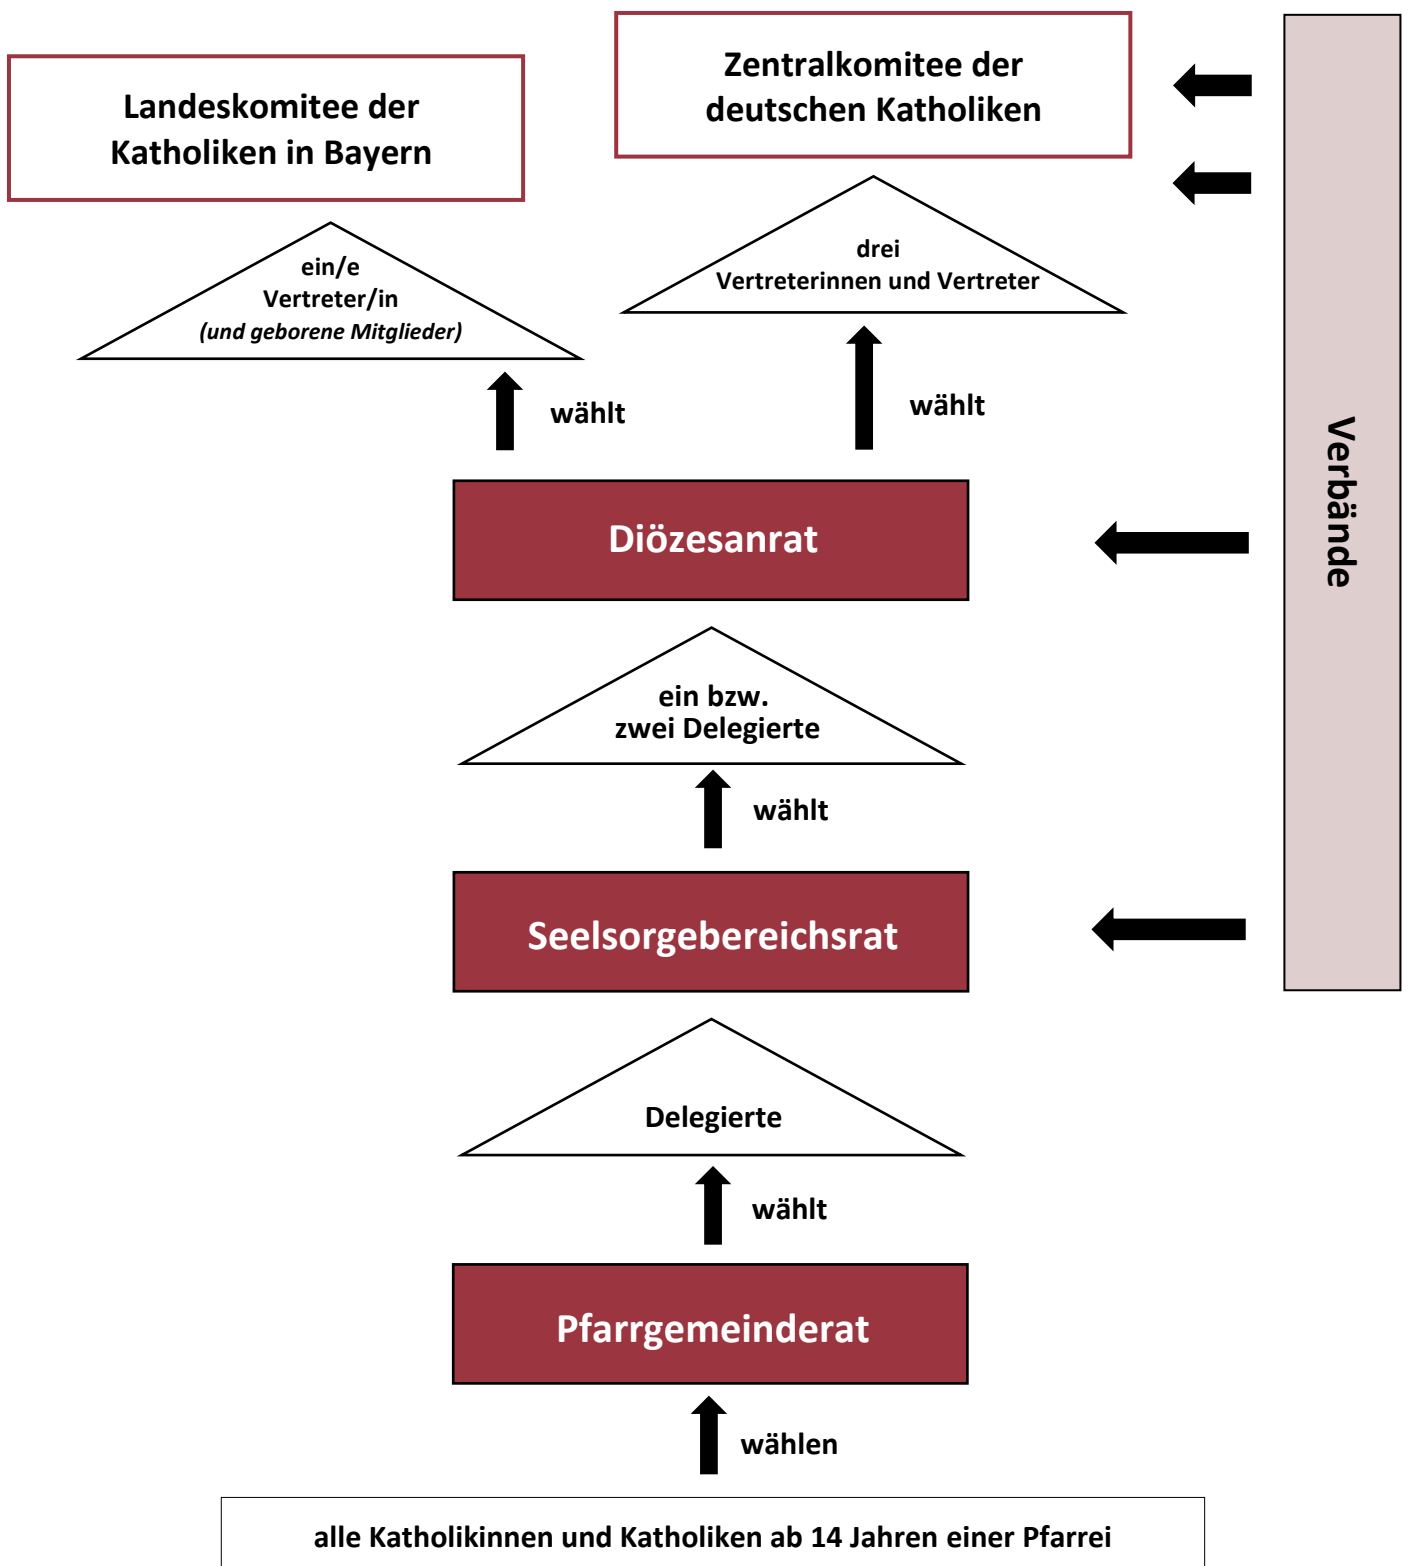 Landeskomitee der
Katholiken in Bayern
Zentralkomitee der
deutschen Katholiken
ein/e
Vertreter/in
(und geborene Mitglieder)
drei
Vertreterinnen und Vertreter
wählt
wählt
Diözesanrat
Verbände
ein bzw.
zwei Delegierte
wählt
Seelsorgebereichsrat
Delegierte
wählt
Pfarrgemeinderat
wählen
alle Katholikinnen und Katholiken ab 14 Jahren einer Pfarrei